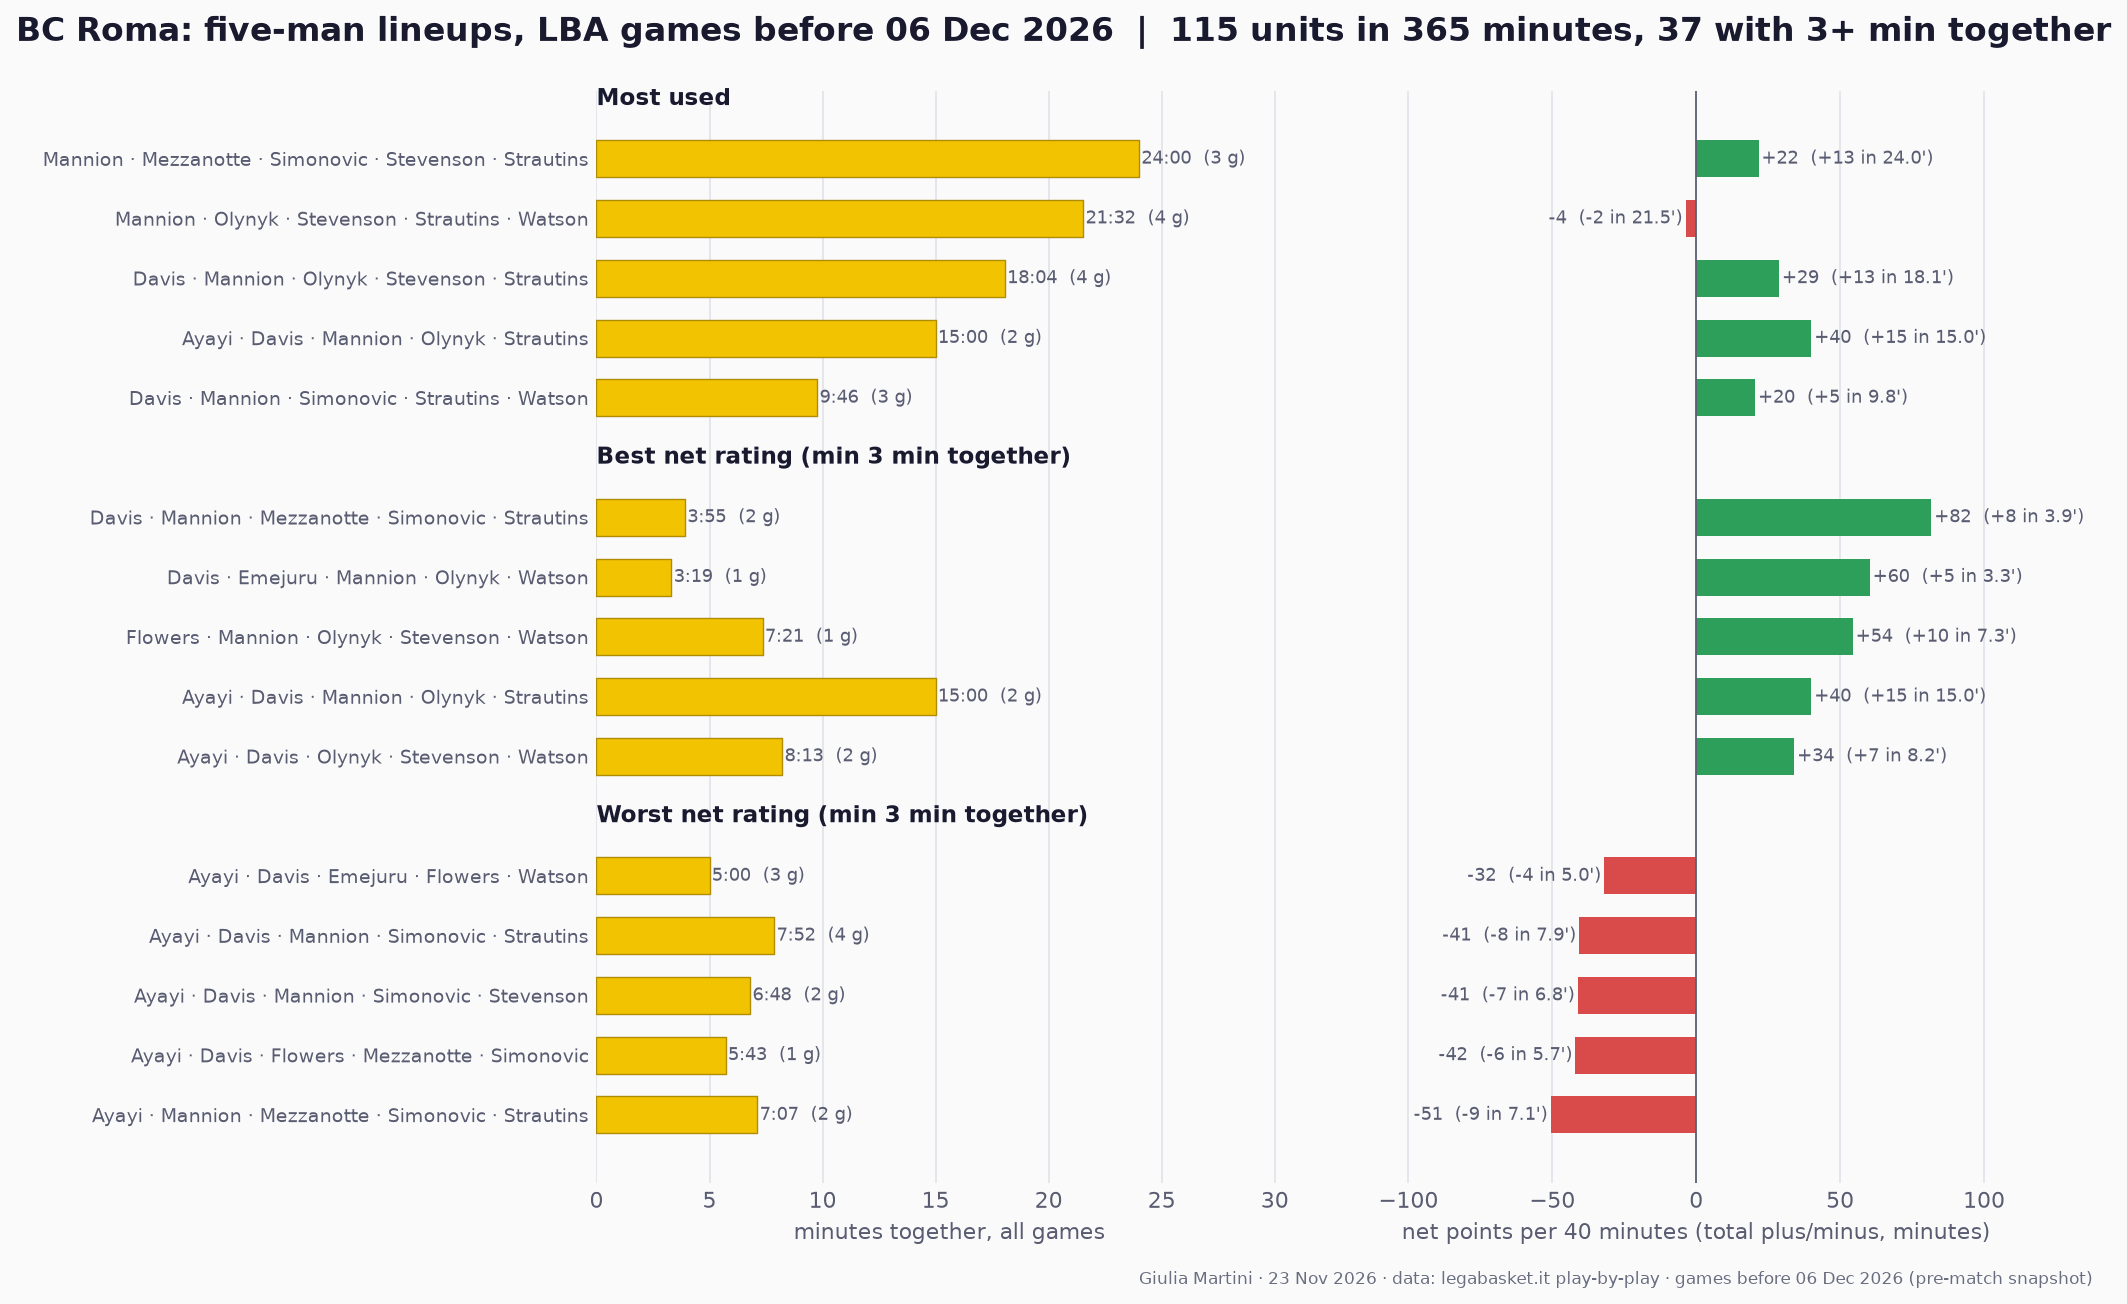 BC Roma: five-man lineups, LBA games before 06 Dec 2026 | 115 units in 365 minutes, 37 with 3+ min together
Most used
Mannion · Mezzanotte · Simonovic · Stevenson · Strautins 24:00 (3 g) +22 (+13 in 24.0')
Mannion · Olynyk · Stevenson · Strautins · Watson 21:32 (4 g) -4 (-2 in 21.5')
Davis · Mannion · Olynyk · Stevenson · Strautins 18:04 (4 g) +29 (+13 in 18.1')
Ayayi · Davis · Mannion · Olynyk · Strautins 15:00 (2 g) +40 (+15 in 15.0')
Davis · Mannion · Simonovic · Strautins · Watson 9:46 (3 g) +20 (+5 in 9.8')
Best net rating (min 3 min together)
Davis · Mannion · Mezzanotte · Simonovic · Strautins 3:55 (2 g) +82 (+8 in 3.9')
Davis · Emejuru · Mannion · Olynyk · Watson 3:19 (1 g) +60 (+5 in 3.3')
Flowers · Mannion · Olynyk · Stevenson · Watson 7:21 (1 g) +54 (+10 in 7.3')
Ayayi · Davis · Mannion · Olynyk · Strautins 15:00 (2 g) +40 (+15 in 15.0')
Ayayi · Davis · Olynyk · Stevenson · Watson 8:13 (2 g) +34 (+7 in 8.2')
Worst net rating (min 3 min together)
Ayayi · Davis · Emejuru · Flowers · Watson 5:00 (3 g) -32 (-4 in 5.0')
Ayayi · Davis · Mannion · Simonovic · Strautins 7:52 (4 g) -41 (-8 in 7.9')
Ayayi · Davis · Mannion · Simonovic · Stevenson 6:48 (2 g) -41 (-7 in 6.8')
Ayayi · Davis · Flowers · Mezzanotte · Simonovic 5:43 (1 g) -42 (-6 in 5.7')
Ayayi · Mannion · Mezzanotte · Simonovic · Strautins 7:07 (2 g) -51 (-9 in 7.1')
0 5 10 15 20 25 30 −100 −50 0 50 100
minutes together, all games net points per 40 minutes (total plus/minus, minutes)
Giulia Martini · 23 Nov 2026 · data: legabasket.it play-by-play · games before 06 Dec 2026 (pre-match snapshot)